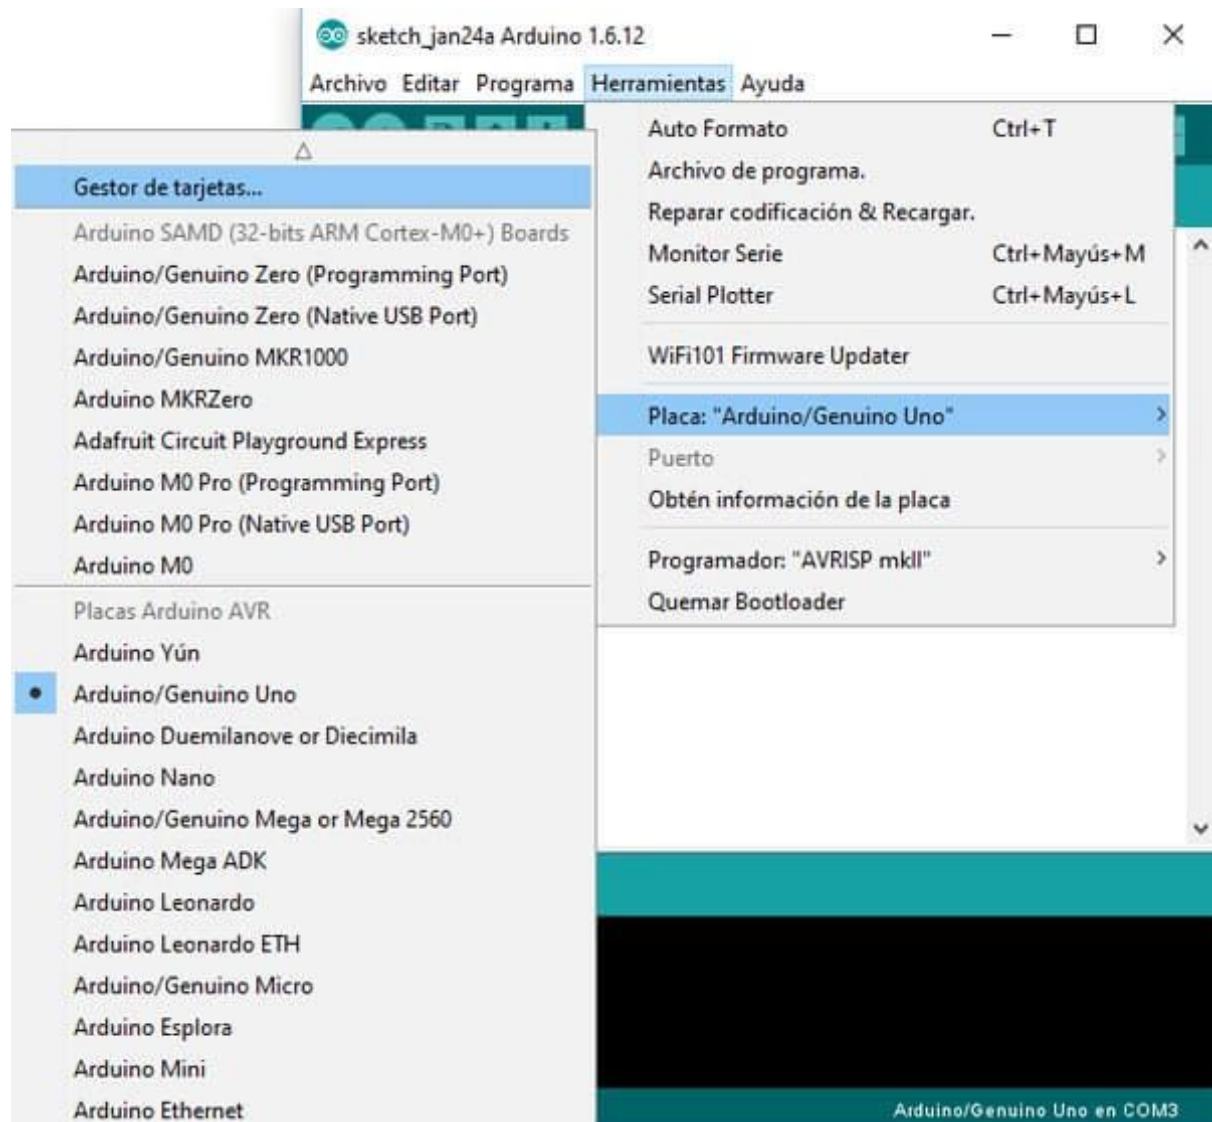 sketch_jan24a Arduino 1.6.12
Archivo Editar Programa Herramientas Ayuda
Auto Formato Ctrl+T
Archivo de programa.
Reparar codificación & Recargar.
Monitor Serie Ctrl+Mayús+M
Serial Plotter Ctrl+Mayús+L
WiFi101 Firmware Updater
Placa: "Arduino/Genuino Uno"
Puerto
Obtén información de la placa
Programador: "AVRISP mkII"
Quemar Bootloader
Gestor de tarjetas...
Arduino SAMD (32-bits ARM Cortex-M0+) Boards
Arduino/Genuino Zero (Programming Port)
Arduino/Genuino Zero (Native USB Port)
Arduino/Genuino MKR1000
Arduino MKRZero
Adafruit Circuit Playground Express
Arduino M0 Pro (Programming Port)
Arduino M0 Pro (Native USB Port)
Arduino M0
Placas Arduino AVR
Arduino Yún
Arduino/Genuino Uno
Arduino Duemilanove or Diecimila
Arduino Nano
Arduino/Genuino Mega or Mega 2560
Arduino Mega ADK
Arduino Leonardo
Arduino Leonardo ETH
Arduino/Genuino Micro
Arduino Esplora
Arduino Mini
Arduino Ethernet
Arduino/Genuino Uno en COM3